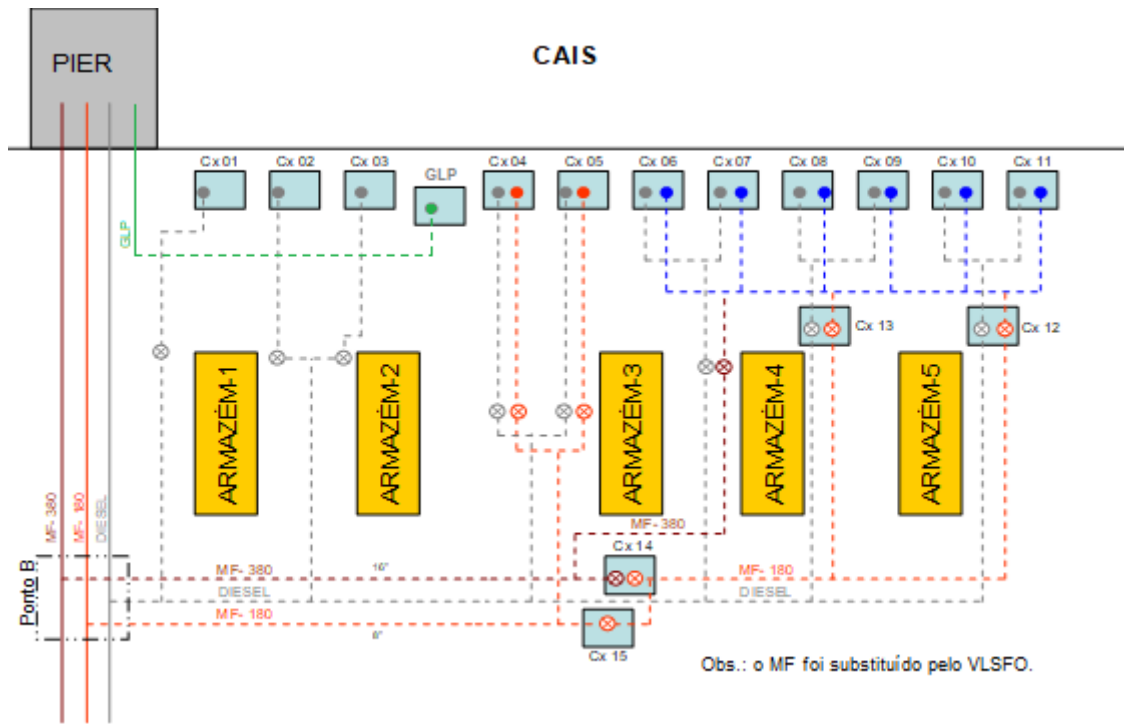 PIER
CAIS
Cx 01
Cx 02
Cx 03
GLP
Cx 04
Cx 05
Cx 06
Cx 07
Cx 08
Cx 09
Cx 10
Cx 11
GLP
Cx 13
Cx 12
ARMAZÉM-1
ARMAZÉM-2
ARMAZÉM-3
ARMAZÉM-4
ARMAZÉM-5
MF-380
MF- 180
DIESEL
MF-380
Cx 14
Ponto B
MF-380
16"
MF-180
DIESEL
DIESEL
MF- 180
8"
Cx 15
Obs.: o MF foi substituído pelo VLSFO.